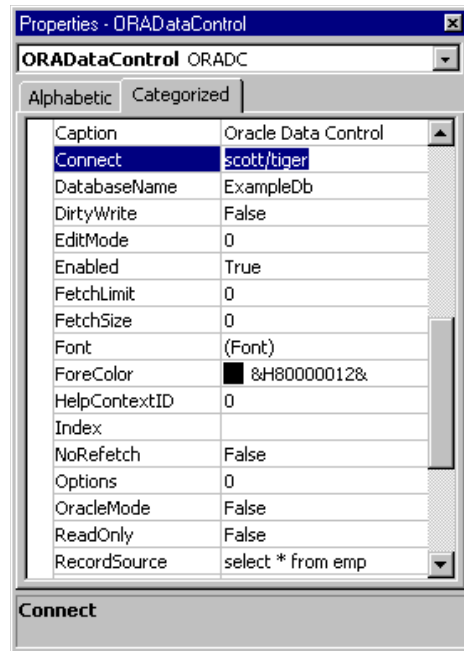 Properties - ORADataControl
ORADataControl ORADC
Alphabetic Categorized
Caption Oracle Data Control
Connect scott/tiger
DatabaseName ExampleDb
DirtyWrite False
EditMode 0
Enabled True
FetchLimit 0
FetchSize 0
Font (Font)
ForeColor &H80000012&
HelpContextID 0
Index
NoRefetch False
Options 0
OracleMode False
ReadOnly False
RecordSource select * from emp
Connect